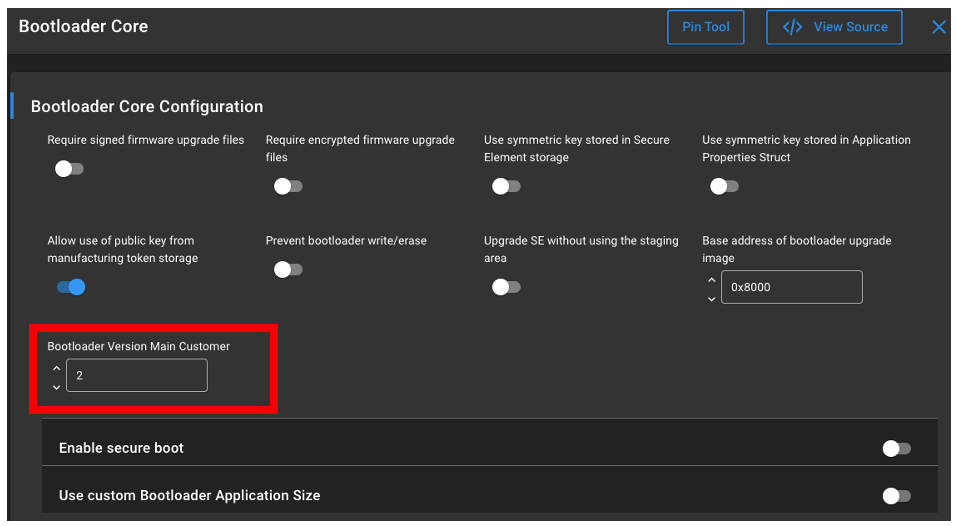 Bootloader Core
Pin Tool
</> View Source
Bootloader Core Configuration
Require signed firmware upgrade files
Require encrypted firmware upgrade
files
Use symmetric key stored in Secure
Element storage
Use symmetric key stored in Application
Properties Struct
Allow use of public key from
manufacturing token storage
Prevent bootloader write/erase
Upgrade SE without using the staging
area
Base address of bootloader upgrade
image
0x8000
Bootloader Version Main Customer
2
Enable secure boot
Use custom Bootloader Application Size